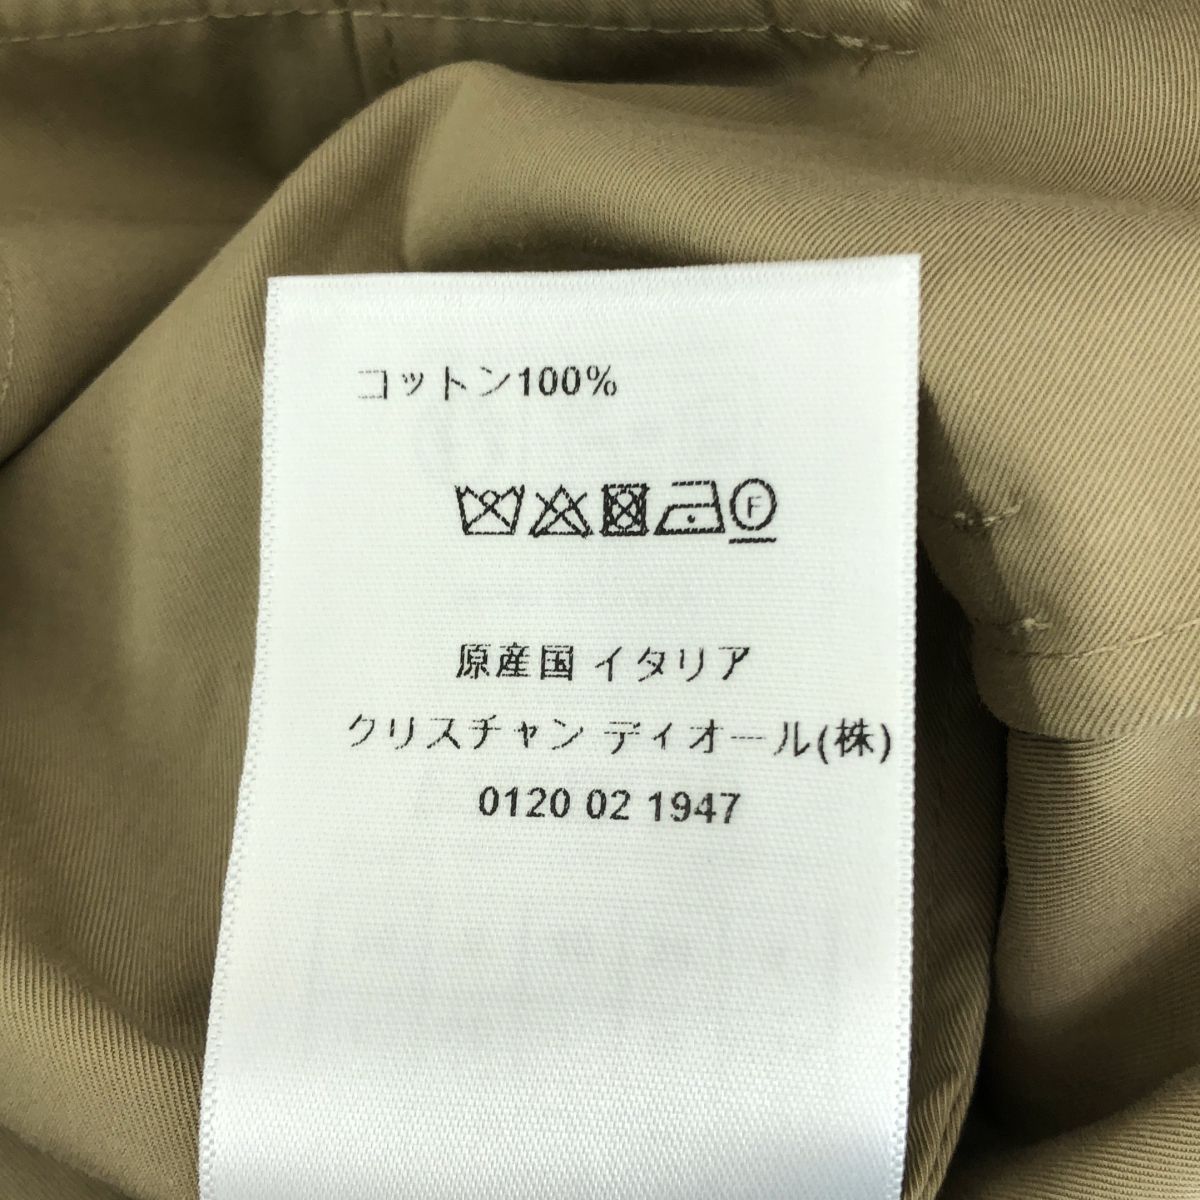 コットン100%
F
原産国 イタリア
クリスチャン ディオール(株)
0120 02 1947